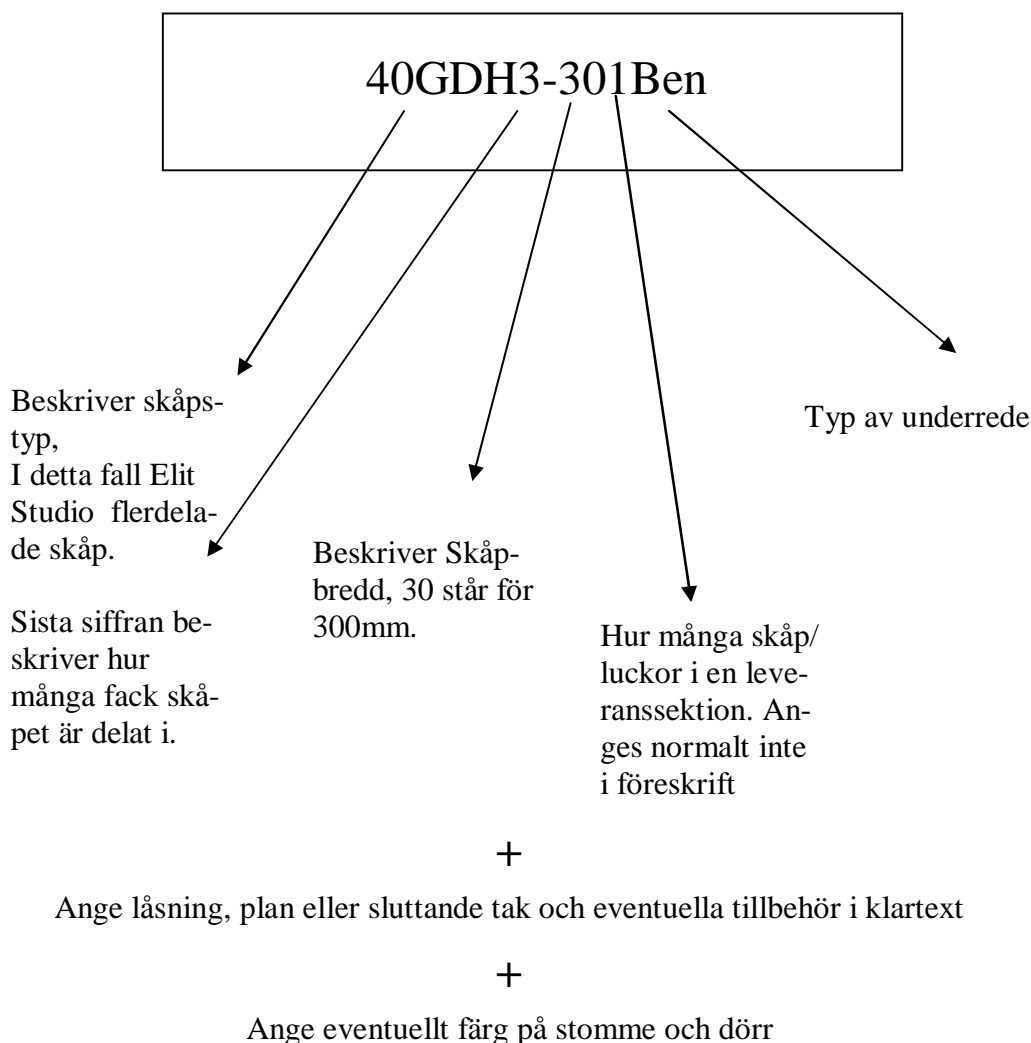 40GDH3-301Ben
Beskriver skåps-
typ,
I detta fall Elit
Studio flerdela-
de skåp.
Sista siffran be-
skriver hur
många fack skå-
pet är delat i.
Beskriver Skåp-
bredd, 30 står för
300mm.
Hur många skåp/
luckor i en leve-
ranssektion. An-
ges normalt inte
i föreskrift
Typ av underrede
+
Ange låsning, plan eller sluttande tak och eventuella tillbehör i klartext
+
Ange eventuellt färg på stomme och dörr